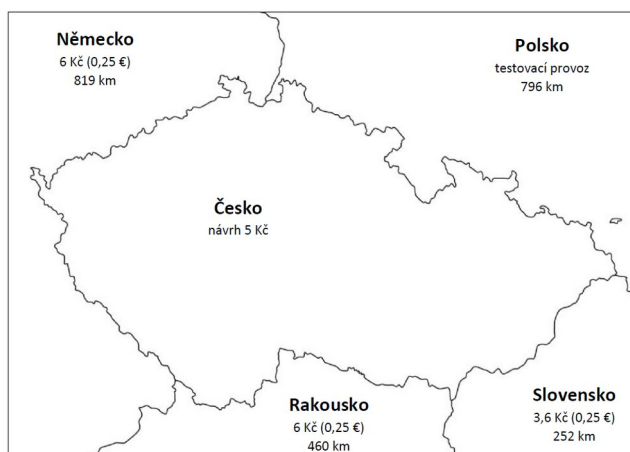 Německo
6 Kč (0,25 €)
819 km
Polsko
testovací provoz
796 km
Česko
návrh 5 Kč
Rakousko
6 Kč (0,25 €)
460 km
Slovensko
3,6 Kč (0,25 €)
252 km